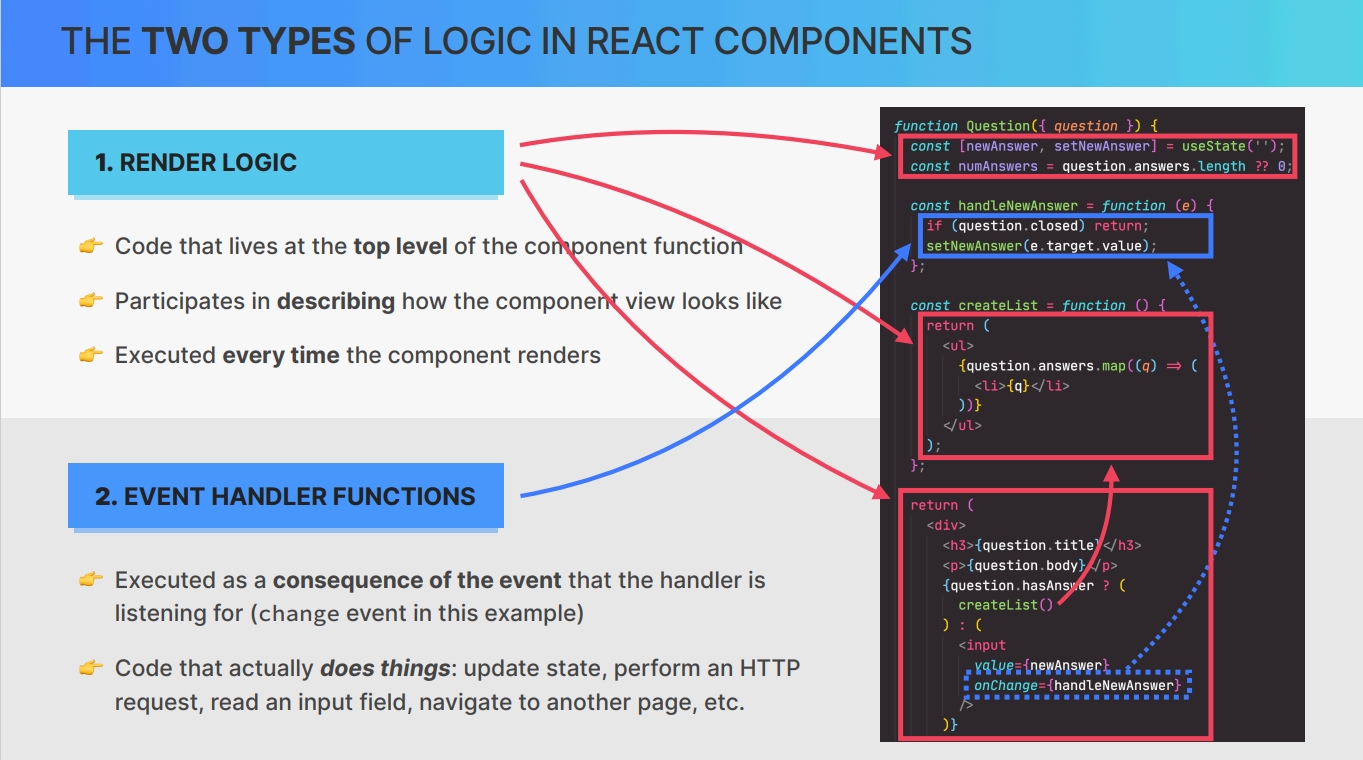 THE TWO TYPES OF LOGIC IN REACT COMPONENTS
1. RENDER LOGIC
👉 Code that lives at the top level of the component function
👉 Participates in describing how the component view looks like
👉 Executed every time the component renders
2. EVENT HANDLER FUNCTIONS
👉 Executed as a consequence of the event that the handler is
listening for (change event in this example)
👉 Code that actually does things: update state, perform an HTTP
request, read an input field, navigate to another page, etc.
function Question({ question }) {
const [newAnswer, setNewAnswer] = useState('');
const numAnswers = question.answers.length ?? 0;
const handleNewAnswer = function (e) {
if (question.closed) return;
setNewAnswer(e.target.value);
};
const createList = function () {
return (
<ul>
{question.answers.map((q) => (
<li>{q}</li>
))}
</ul>
);
};
return (
<div>
<h3>{question.title}</h3>
<p>{question.body}</p>
{question.hasAnswer ? (
createList()
) : (
<input
value={newAnswer}
onChange={handleNewAnswer}
/>
)}